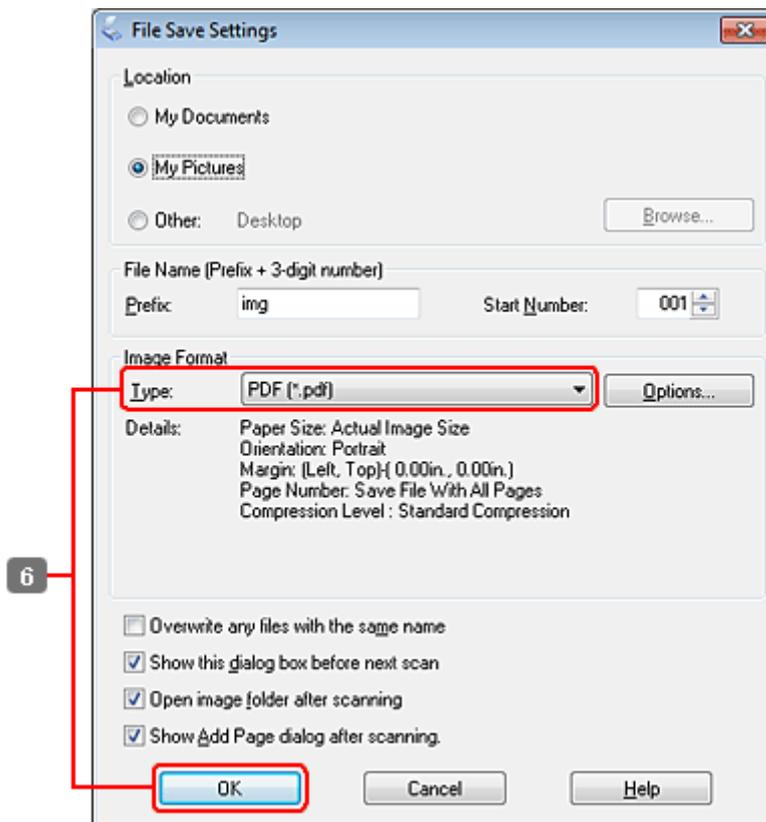 File Save Settings
Location
My Documents
My Pictures
Other: Desktop Browse...
File Name (Prefix + 3-digit number)
Prefix: img Start Number: 001
Image Format
Type: PDF (*.pdf) Options...
Details: Paper Size: Actual Image Size
Orientation: Portrait
Margin: (Left, Top)-( 0.00in., 0.00in.)
Page Number: Save File With All Pages
Compression Level : Standard Compression
6
Overwrite any files with the same name
Show this dialog box before next scan
Open image folder after scanning
Show Add Page dialog after scanning.
OK Cancel Help